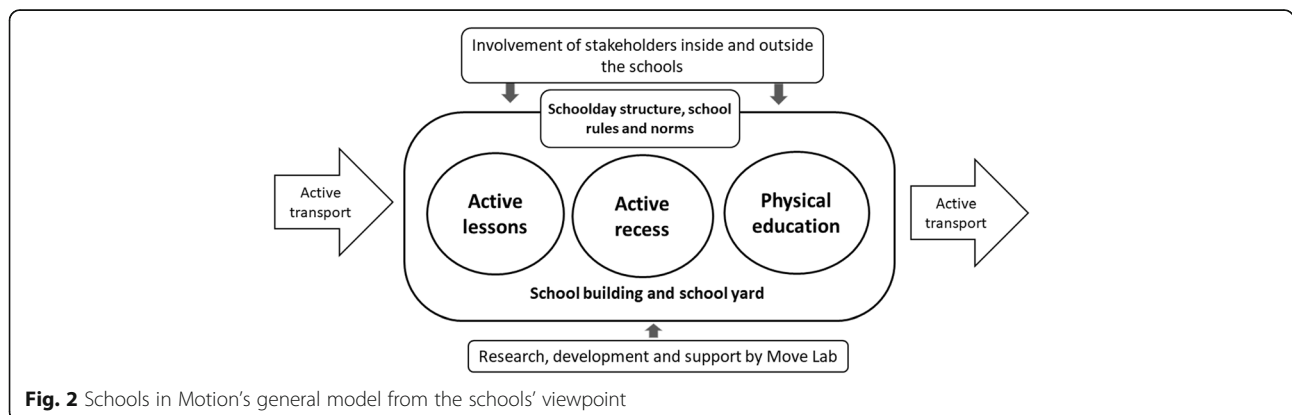 Involvement of stakeholders inside and outside
the schools
Schoolday structure, school
rules and norms
Active
transport
Active
lessons
Active
recess
Physical
education
Active
transport
School building and school yard
Research, development and support by Move Lab
Fig. 2 Schools in Motion's general model from the schools' viewpoint